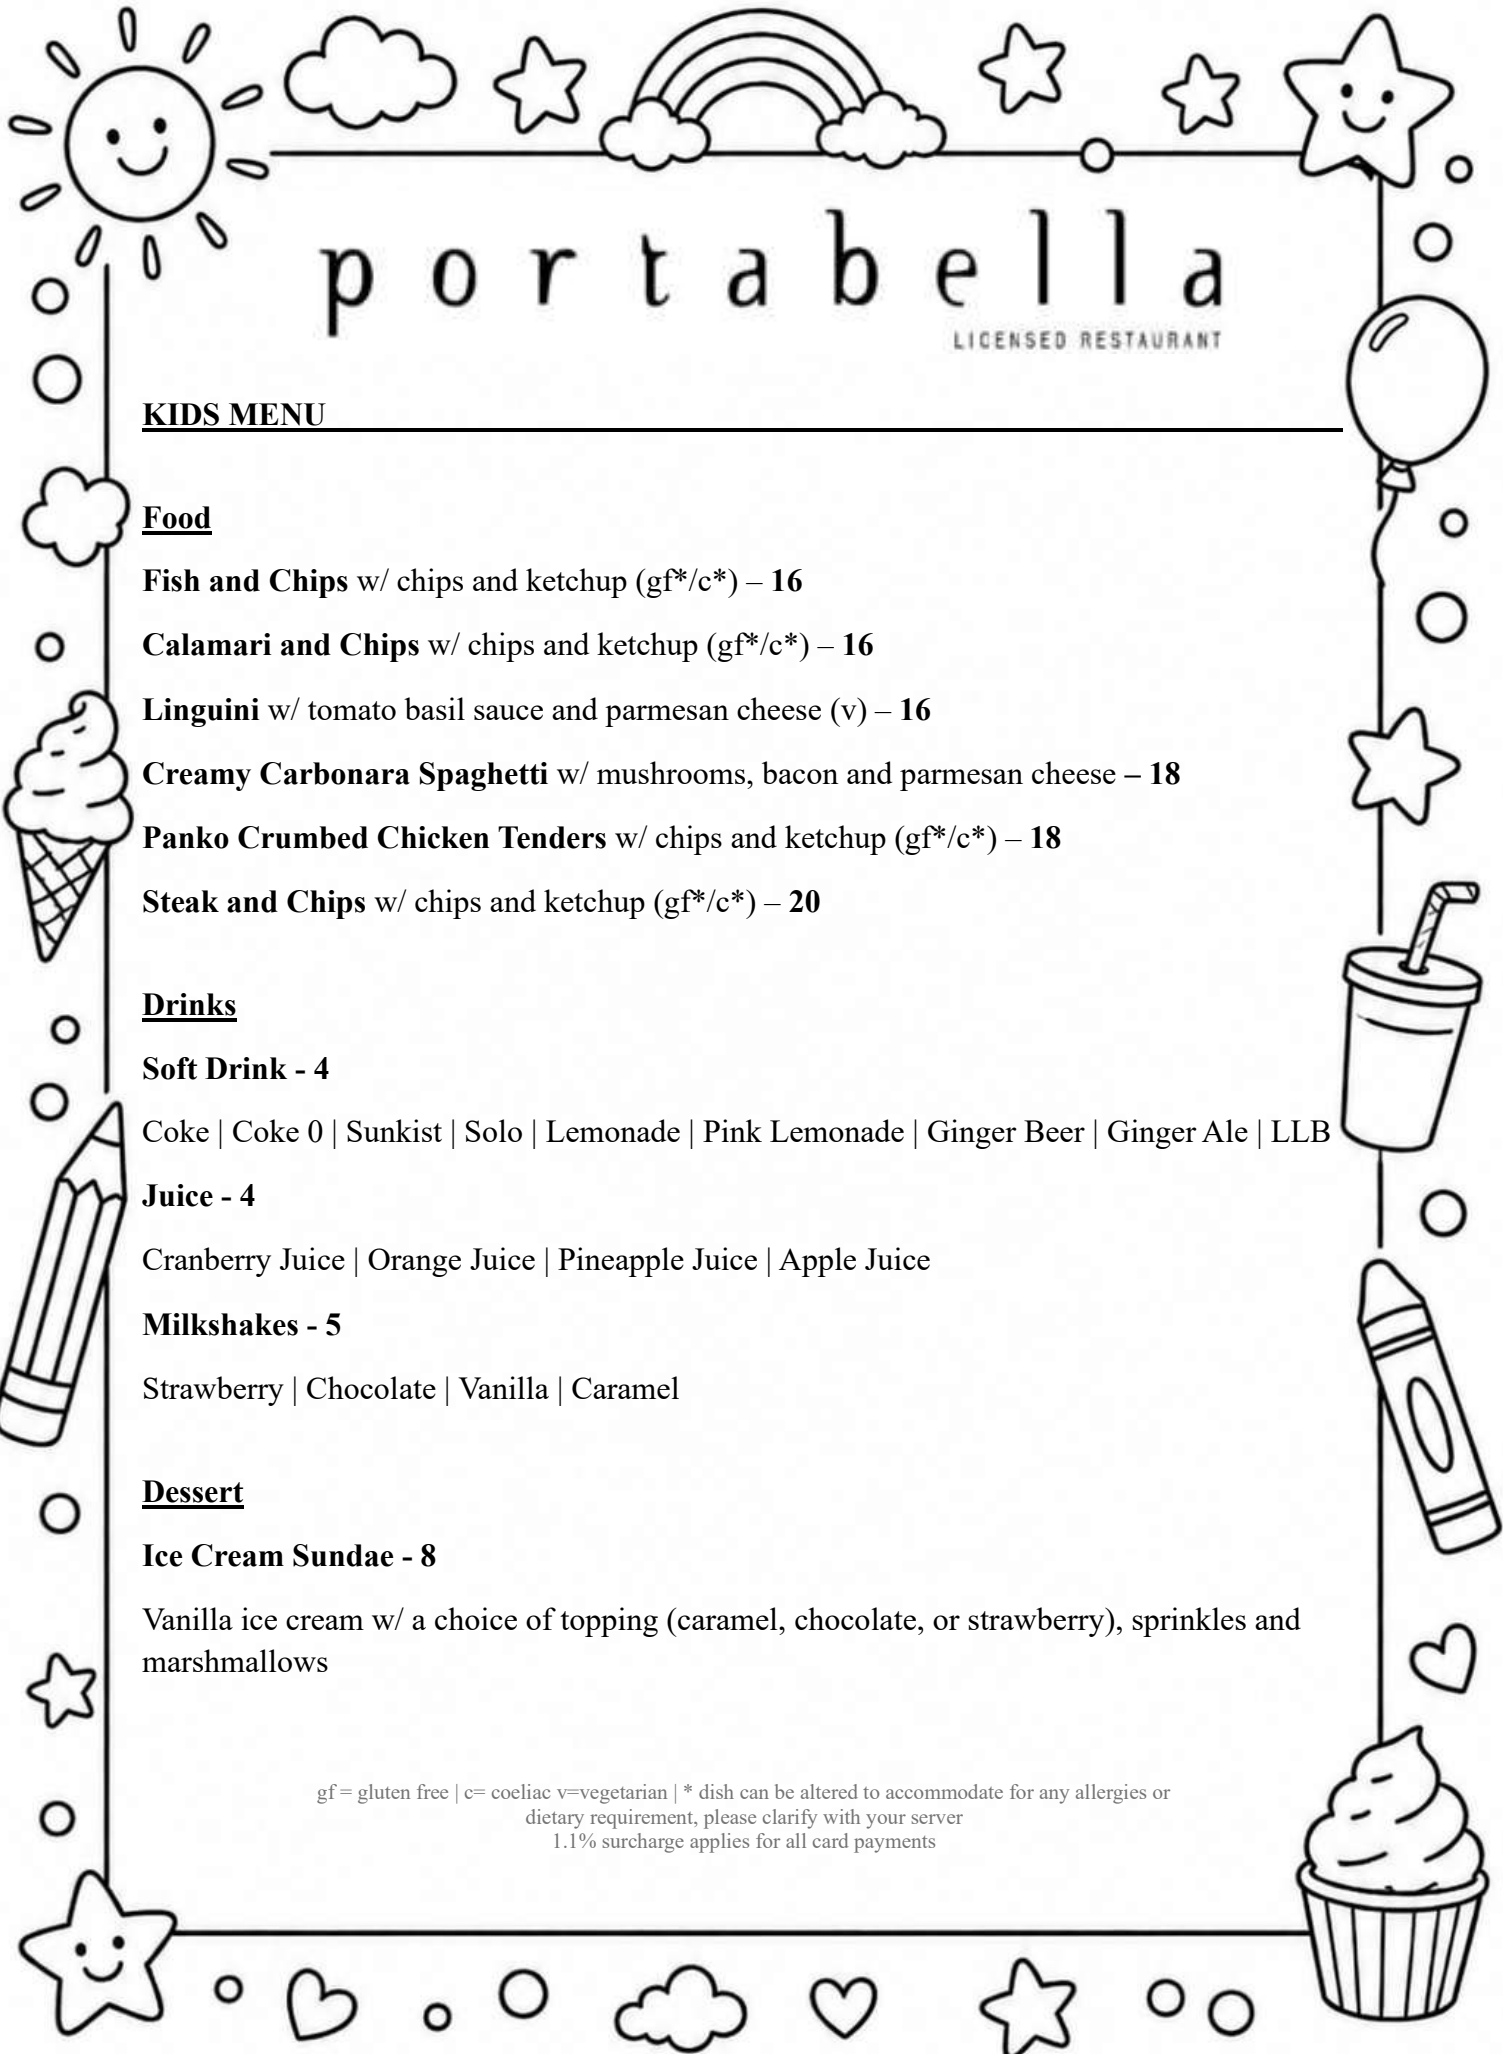 portabella
LICENSED RESTAURANT
KIDS MENU
Food
Fish and Chips w/ chips and ketchup (gf*/c*) – 16
Calamari and Chips w/ chips and ketchup (gf*/c*) – 16
Linguini w/ tomato basil sauce and parmesan cheese (v) – 16
Creamy Carbonara Spaghetti w/ mushrooms, bacon and parmesan cheese – 18
Panko Crumbed Chicken Tenders w/ chips and ketchup (gf*/c*) – 18
Steak and Chips w/ chips and ketchup (gf*/c*) – 20
Drinks
Soft Drink - 4
Coke | Coke 0 | Sunkist | Solo | Lemonade | Pink Lemonade | Ginger Beer | Ginger Ale | LLB
Juice - 4
Cranberry Juice | Orange Juice | Pineapple Juice | Apple Juice
Milkshakes - 5
Strawberry | Chocolate | Vanilla | Caramel
Dessert
Ice Cream Sundae - 8
Vanilla ice cream w/ a choice of topping (caramel, chocolate, or strawberry), sprinkles and
marshmallows
gf = gluten free | c= coeliac v=vegetarian | * dish can be altered to accommodate for any allergies or
dietary requirement, please clarify with your server
1.1% surcharge applies for all card payments